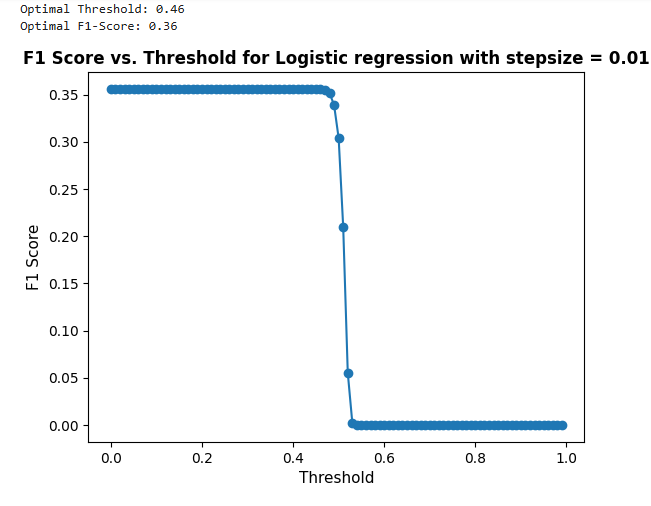 Optimal Threshold: 0.46
Optimal F1-Score: 0.36
F1 Score vs. Threshold for Logistic regression with stepsize = 0.01
F1 Score
0.35
0.30
0.25
0.20
0.15
0.10
0.05
0.00
0.0 0.2 0.4 0.6 0.8 1.0
Threshold